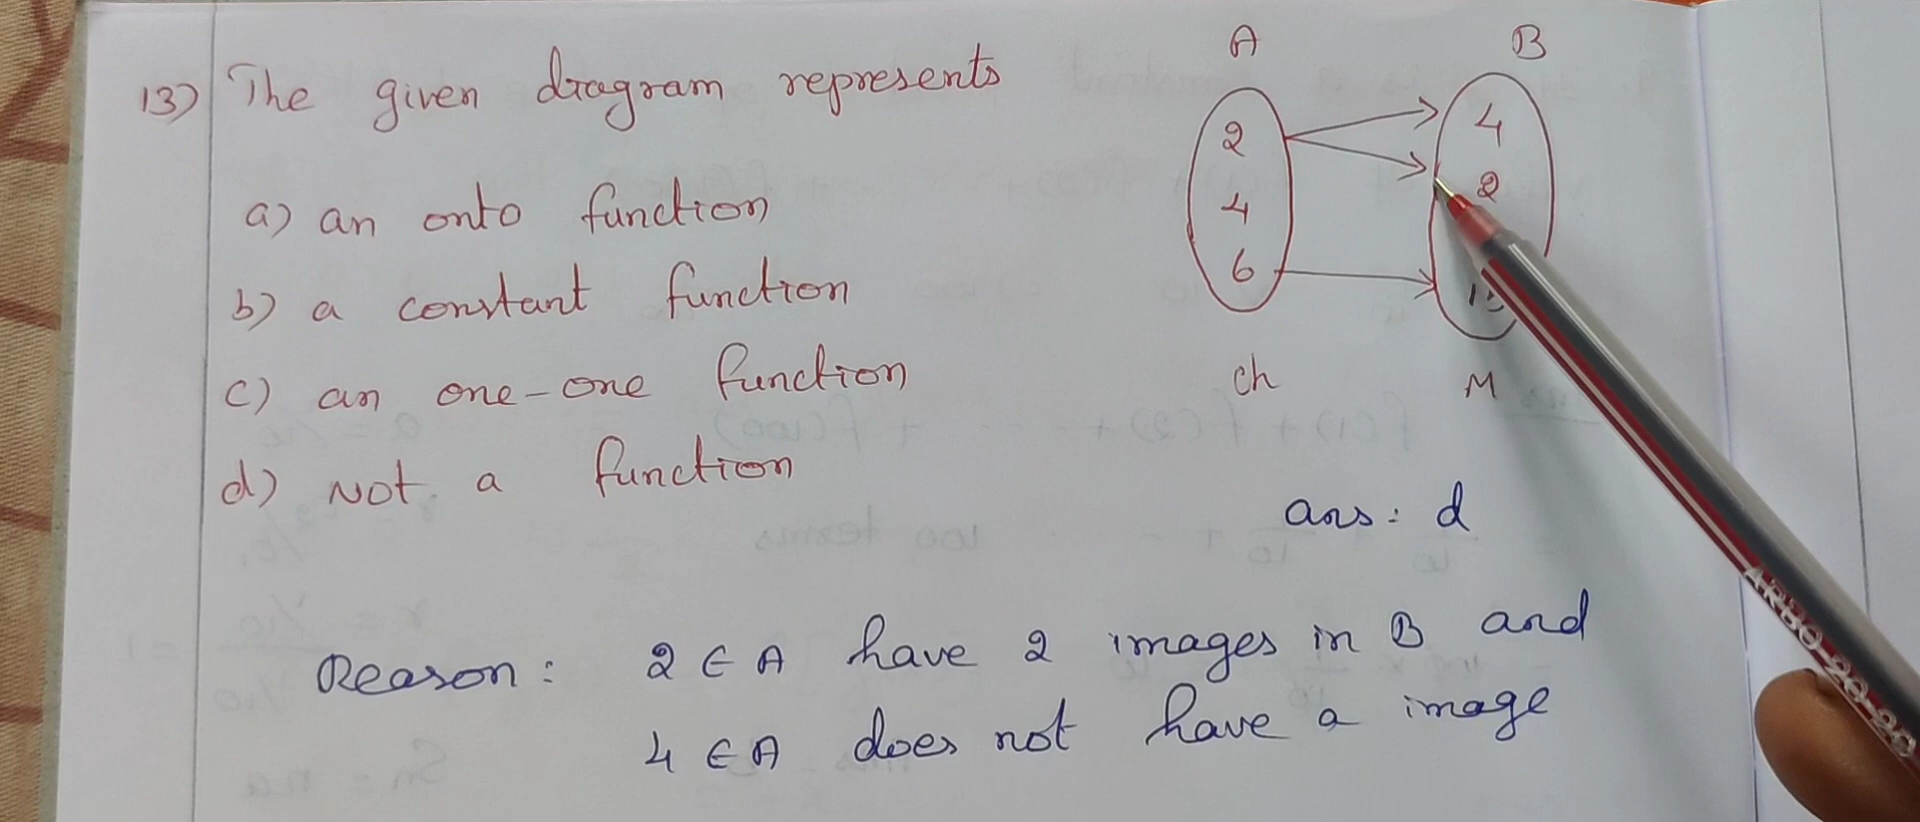 13) The given diagram represents
a) an onto function
b) a constant function
c) an one-one function
d) Not a function
A B
2 4
4 2
6
ch M
ans: d
Reason: 2 ∈ A have 2 images in B and
4 ∈ A does not have a image